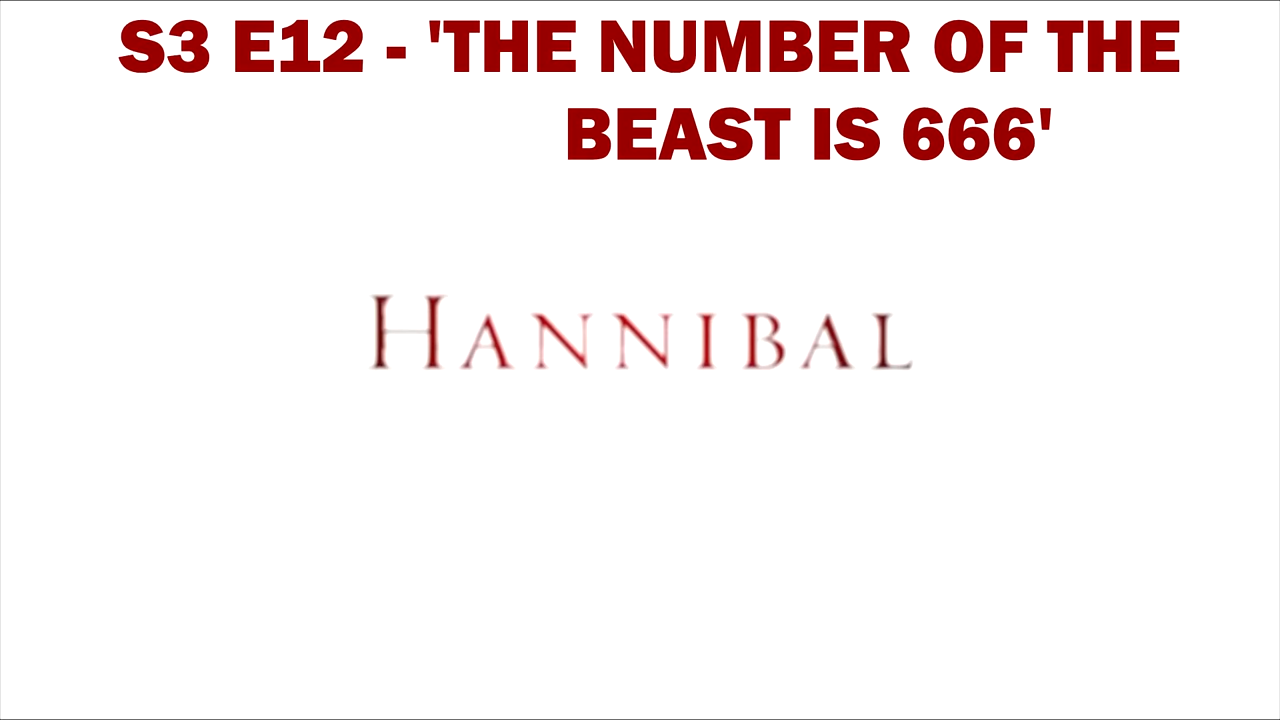 S3 E12 - 'THE NUMBER OF THE
BEAST IS 666'
HANNIBAL